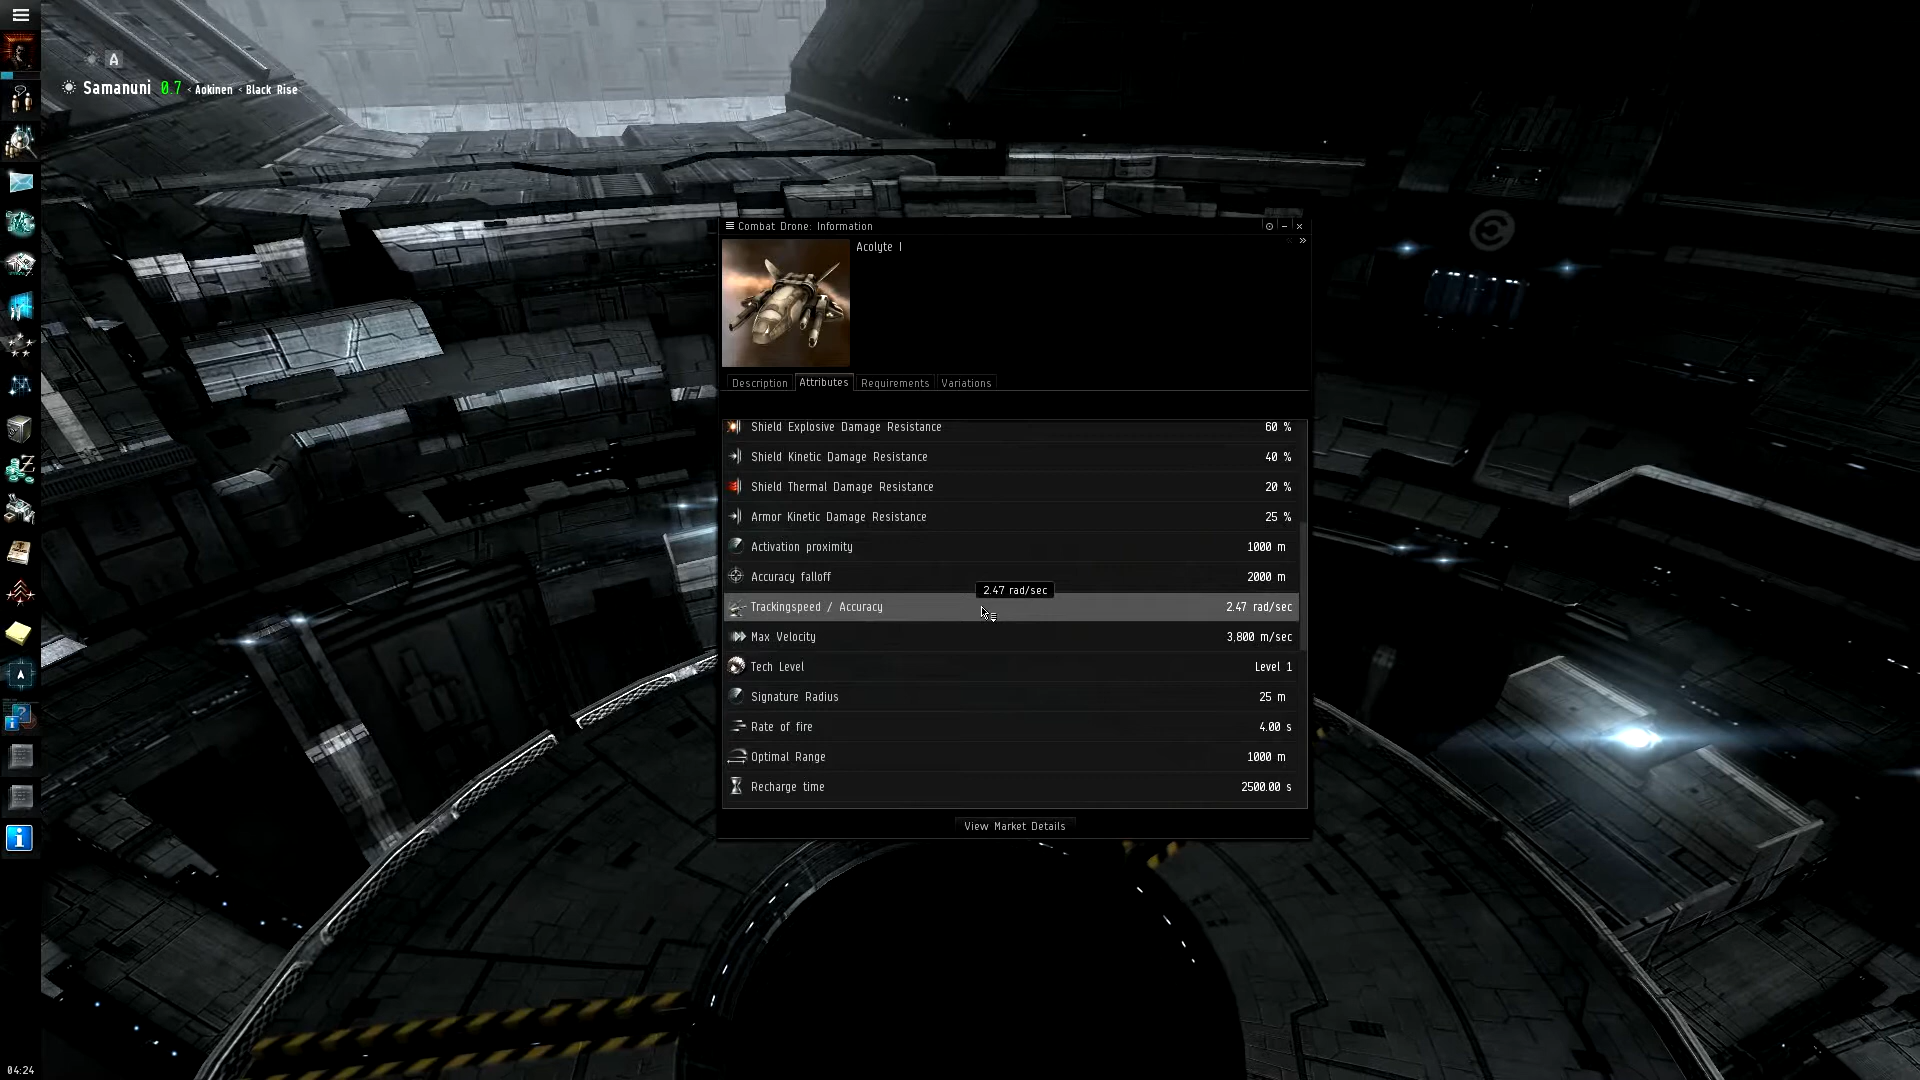 A
Samanuni 0.7 < Aokinen < Black Rise
Combat Drone: Information
Acolyte I
Description Attributes Requirements Variations
Shield Explosive Damage Resistance 60 %
Shield Kinetic Damage Resistance 40 %
Shield Thermal Damage Resistance 20 %
Armor Kinetic Damage Resistance 25 %
Activation proximity 1000 m
Accuracy falloff 2000 m
2.47 rad/sec
Trackingspeed / Accuracy 2.47 rad/sec
Max Velocity 3,800 m/sec
Tech Level Level 1
Signature Radius 25 m
Rate of fire 4.00 s
Optimal Range 1000 m
Recharge time 2500.00 s
View Market Details
04:24